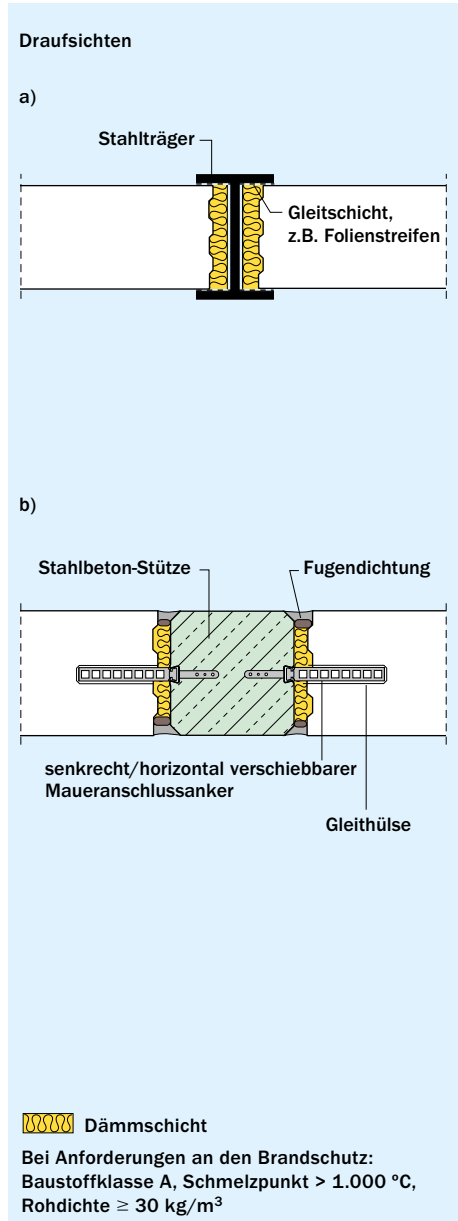 Draufsichten
a)
Stahlträger
Gleitschicht,
z.B. Folienstreifen
b)
Stahlbeton-Stütze
Fugendichtung
senkrecht/horizontal verschiebbarer
Maueranschlussanker
Gleithülse
Dämmschicht
Bei Anforderungen an den Brandschutz:
Baustoffklasse A, Schmelzpunkt > 1.000 ºC,
Rohdichte ≥ 30 kg/m³